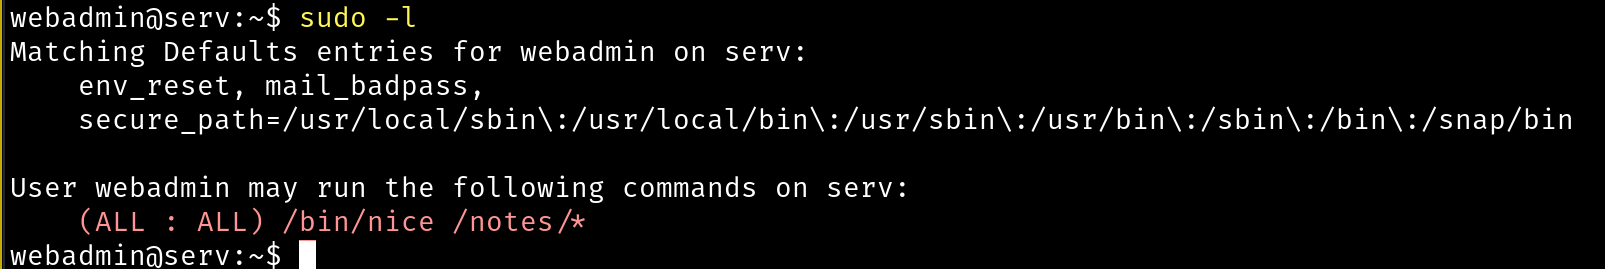 webadmin@serv:~$ sudo -l
Matching Defaults entries for webadmin on serv:
    env_reset, mail_badpass,
    secure_path=/usr/local/sbin\:/usr/local/bin\:/usr/sbin\:/usr/bin\:/sbin\:/bin\:/snap/bin

User webadmin may run the following commands on serv:
    (ALL : ALL) /bin/nice /notes/*
webadmin@serv:~$